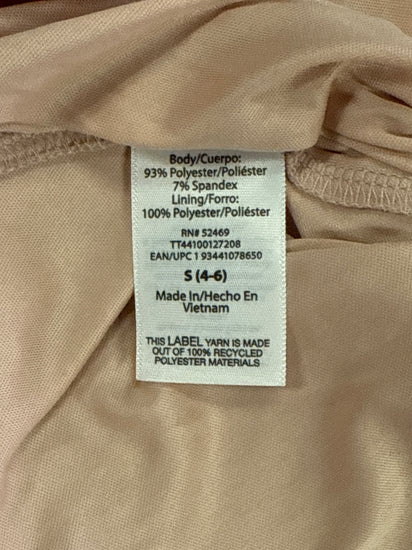 Body/Cuerpo:
93% Polyester/Poliéster
7% Spandex
Lining/Forro:
100% Polyester/Poliéster
RN# 52469
TT44100127208
EAN/UPC 1 93441078650
S (4-6)
Made In/Hecho En
Vietnam
THIS LABEL YARN IS MADE
OUT OF 100% RECYCLED
POLYESTER MATERIALS